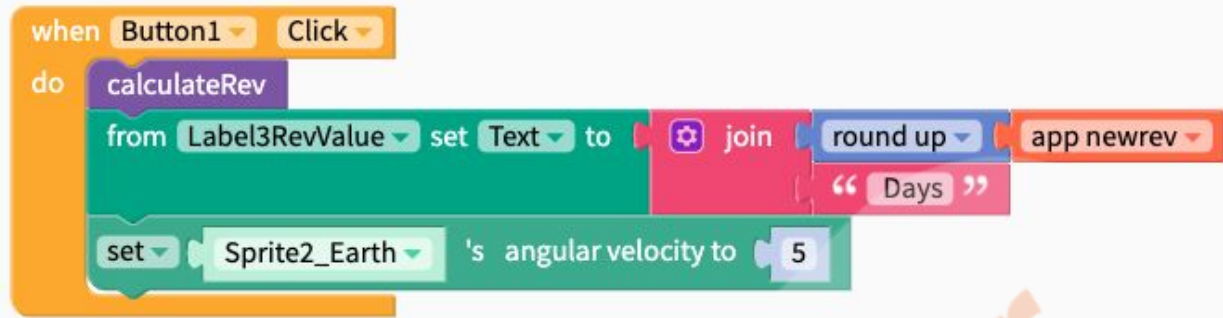 when Button1 Click
do calculateRev
from Label3RevValue set Text to join round up app newrev
“ Days ”
set Sprite2_Earth 's angular velocity to 5